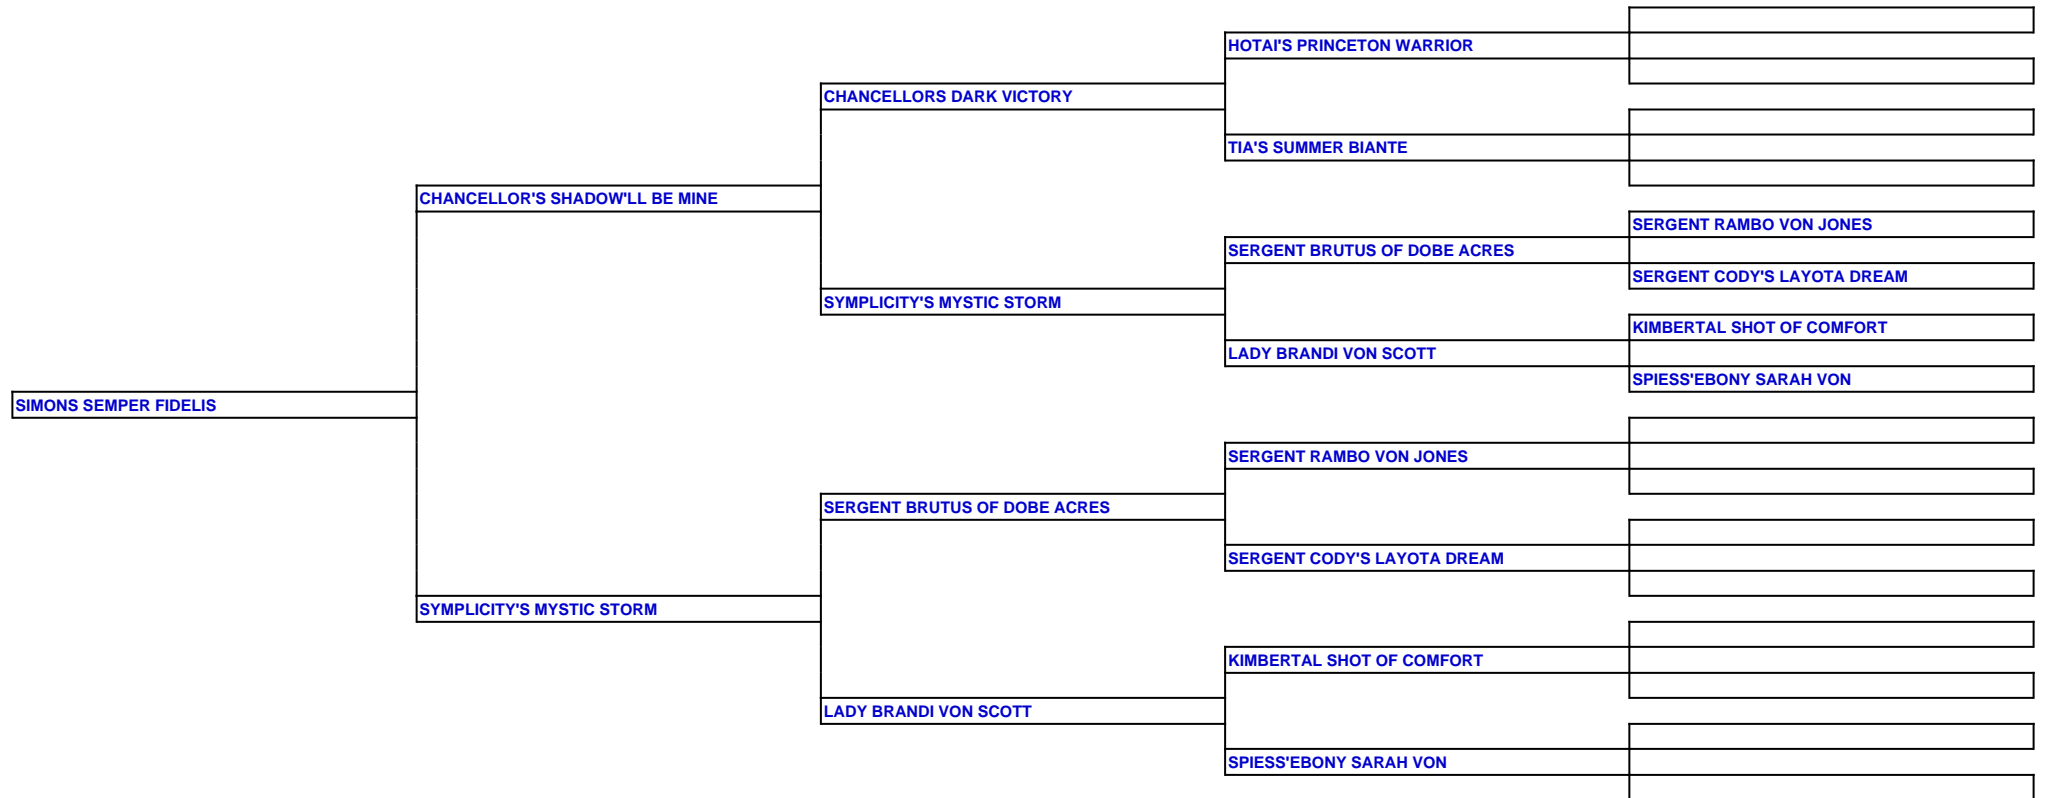 HOTAI'S PRINCETON WARRIOR
CHANCELLORS DARK VICTORY
TIA'S SUMMER BIANTE
CHANCELLOR'S SHADOW'LL BE MINE
SERGENT RAMBO VON JONES
SERGENT BRUTUS OF DOBE ACRES
SERGENT CODY'S LAYOTA DREAM
SYMPLICITY'S MYSTIC STORM
KIMBERTAL SHOT OF COMFORT
LADY BRANDI VON SCOTT
SPIESS'EBONY SARAH VON
SIMONS SEMPER FIDELIS
SERGENT RAMBO VON JONES
SERGENT BRUTUS OF DOBE ACRES
SERGENT CODY'S LAYOTA DREAM
SYMPLICITY'S MYSTIC STORM
KIMBERTAL SHOT OF COMFORT
LADY BRANDI VON SCOTT
SPIESS'EBONY SARAH VON